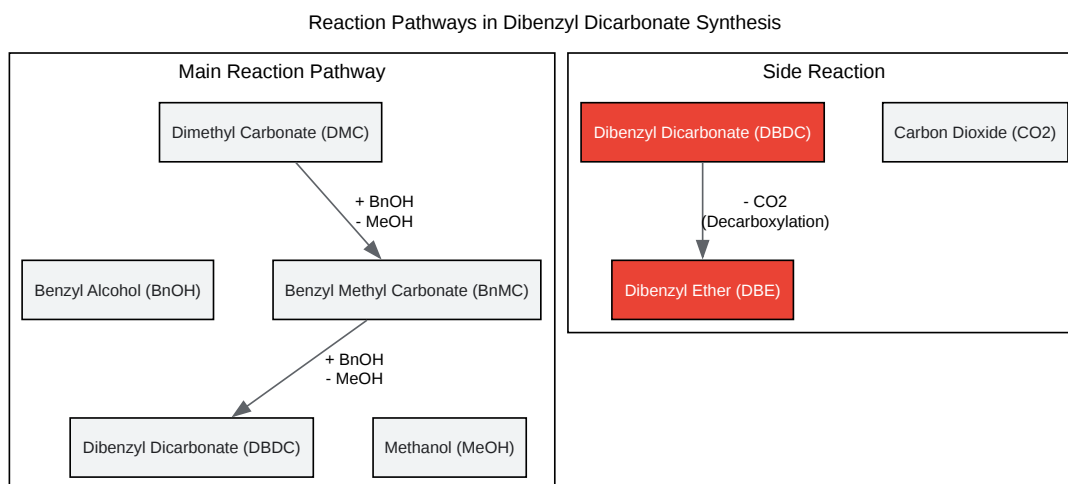 Reaction Pathways in Dibenzyl Dicarbonate Synthesis
Main Reaction Pathway
Dimethyl Carbonate (DMC)
+ BnOH
- MeOH
Benzyl Alcohol (BnOH)
Benzyl Methyl Carbonate (BnMC)
+ BnOH
- MeOH
Dibenzyl Dicarbonate (DBDC)
Methanol (MeOH)
Side Reaction
Dibenzyl Dicarbonate (DBDC)
Carbon Dioxide (CO2)
- CO2
(Decarboxylation)
Dibenzyl Ether (DBE)